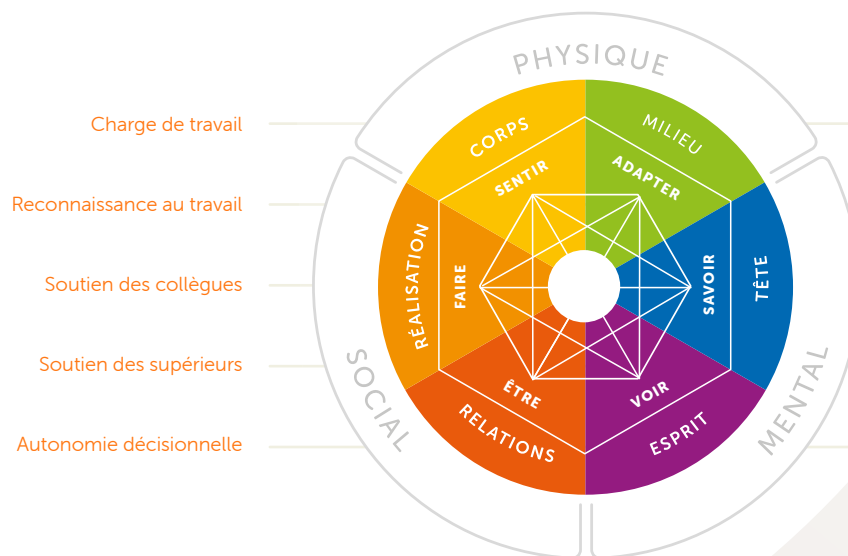 PHYSIQUE
Charge de travail
Reconnaissance au travail
Soutien des collègues
Soutien des supérieurs
Autonomie décisionnelle
CORPS
SENTIR
MILIEU
ADAPTER
RÉALISATION
FAIRE
SAVOIR
TÊTE
ÊTRE
RELATIONS
VOIR
ESPRIT
SOCIAL
MENTAL